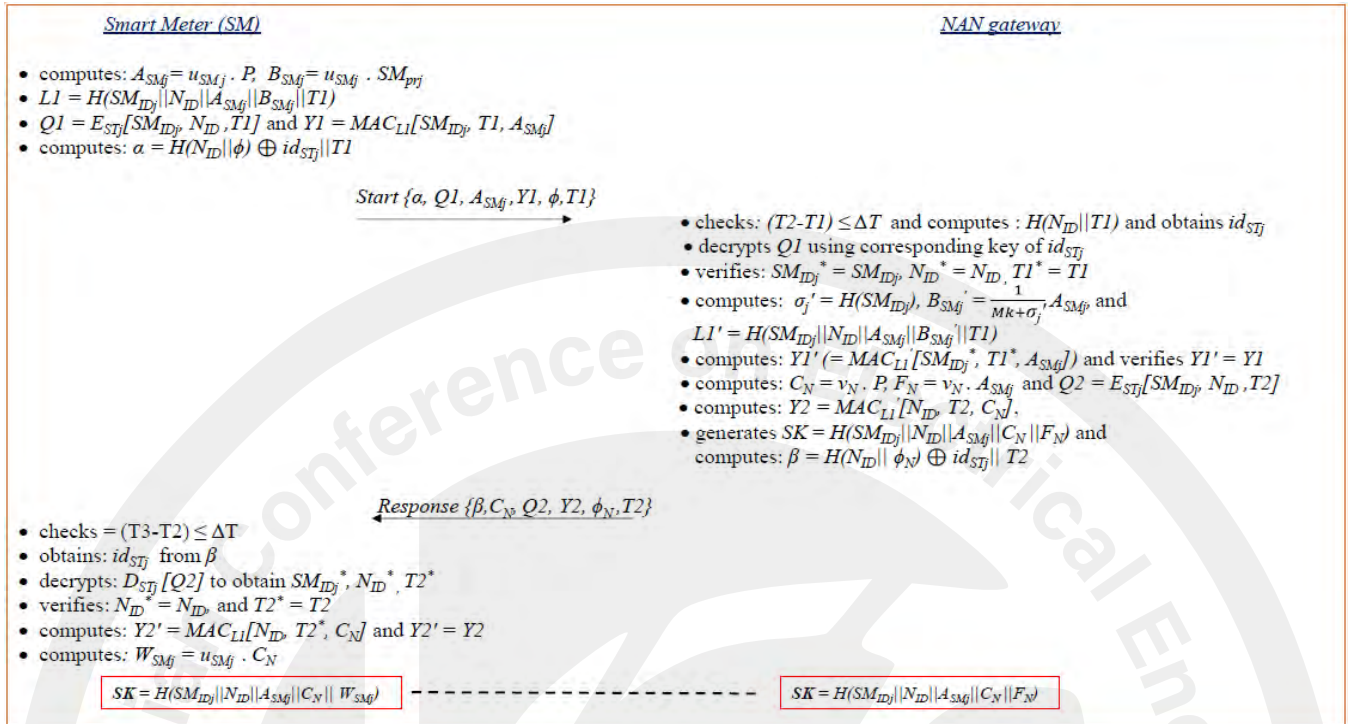 Smart Meter (SM)
NAN gateway
• computes: A_SMj = u_SMj . P, B_SMj = u_SMj . SM_prj
• L1 = H(SM_IDj||N_ID||A_SMj||B_SMj||T1)
• Q1 = E_STj[SM_IDj, N_ID ,T1] and Y1 = MAC_L1[SM_IDj, T1, A_SMj]
• computes: α = H(N_ID||ϕ) ⊕ id_STj||T1
Start {α, Q1, A_SMj ,Y1, ϕ,T1}
• checks: (T2-T1) ≤ ΔT and computes : H(N_ID||T1) and obtains id_STj
• decrypts Q1 using corresponding key of id_STj
• verifies: SM_IDj* = SM_IDj, N_ID* = N_ID , T1* = T1
• computes: σ_j' = H(SM_IDj), B_SMj' = 1/(Mk+σ_j') A_SMj, and
L1' = H(SM_IDj||N_ID||A_SMj||B_SMj'||T1)
• computes: Y1' (= MAC_L1'[SM_IDj*, T1*, A_SMj]) and verifies Y1' = Y1
• computes: C_N = v_N . P, F_N = v_N . A_SMj and Q2 = E_STj[SM_IDj, N_ID ,T2]
• computes: Y2 = MAC_L1'[N_ID, T2, C_N],
• generates SK = H(SM_IDj||N_ID||A_SMj||C_N||F_N) and
computes: β = H(N_ID|| ϕ_N) ⊕ id_STj|| T2
Response {β,C_N, Q2, Y2, ϕ_N,T2}
• checks = (T3-T2) ≤ ΔT
• obtains: id_STj from β
• decrypts: D_STj [Q2] to obtain SM_IDj*, N_ID* , T2*
• verifies: N_ID* = N_ID, and T2* = T2
• computes: Y2' = MAC_L1[N_ID, T2*, C_N] and Y2' = Y2
• computes: W_SMj = u_SMj . C_N
SK = H(SM_IDj||N_ID||A_SMj||C_N|| W_SMj)
SK = H(SM_IDj||N_ID||A_SMj||C_N||F_N)
Conference on Electrical En